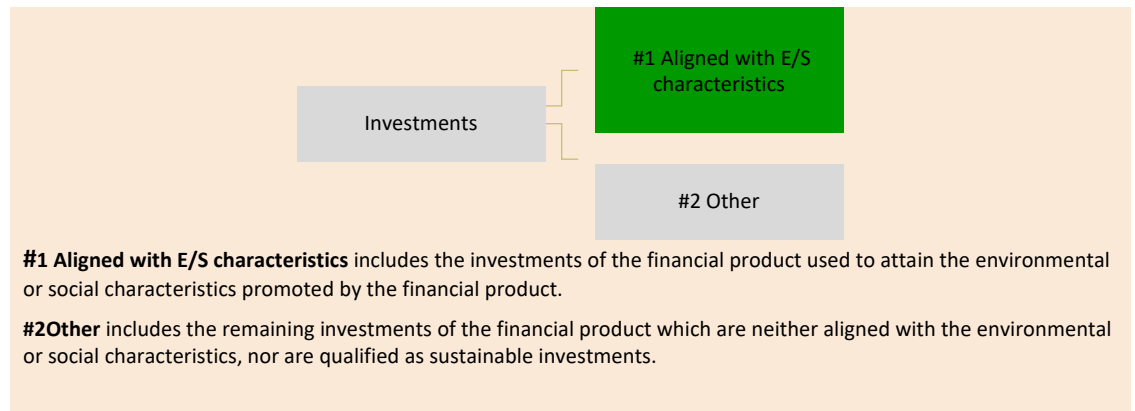 #1 Aligned with E/S
characteristics
Investments
#2 Other
#1 Aligned with E/S characteristics includes the investments of the financial product used to attain the environmental
or social characteristics promoted by the financial product.
#2Other includes the remaining investments of the financial product which are neither aligned with the environmental
or social characteristics, nor are qualified as sustainable investments.